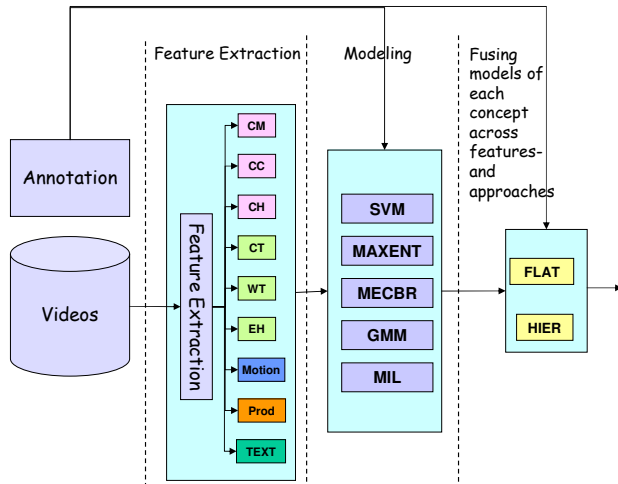 Feature Extraction
Modeling
Fusing
models of
each
concept
across
features-
and
approaches
Annotation
Videos
Feature Extraction
CM
CC
CH
CT
WT
EH
Motion
Prod
TEXT
SVM
MAXENT
MECBR
GMM
MIL
FLAT
HIER